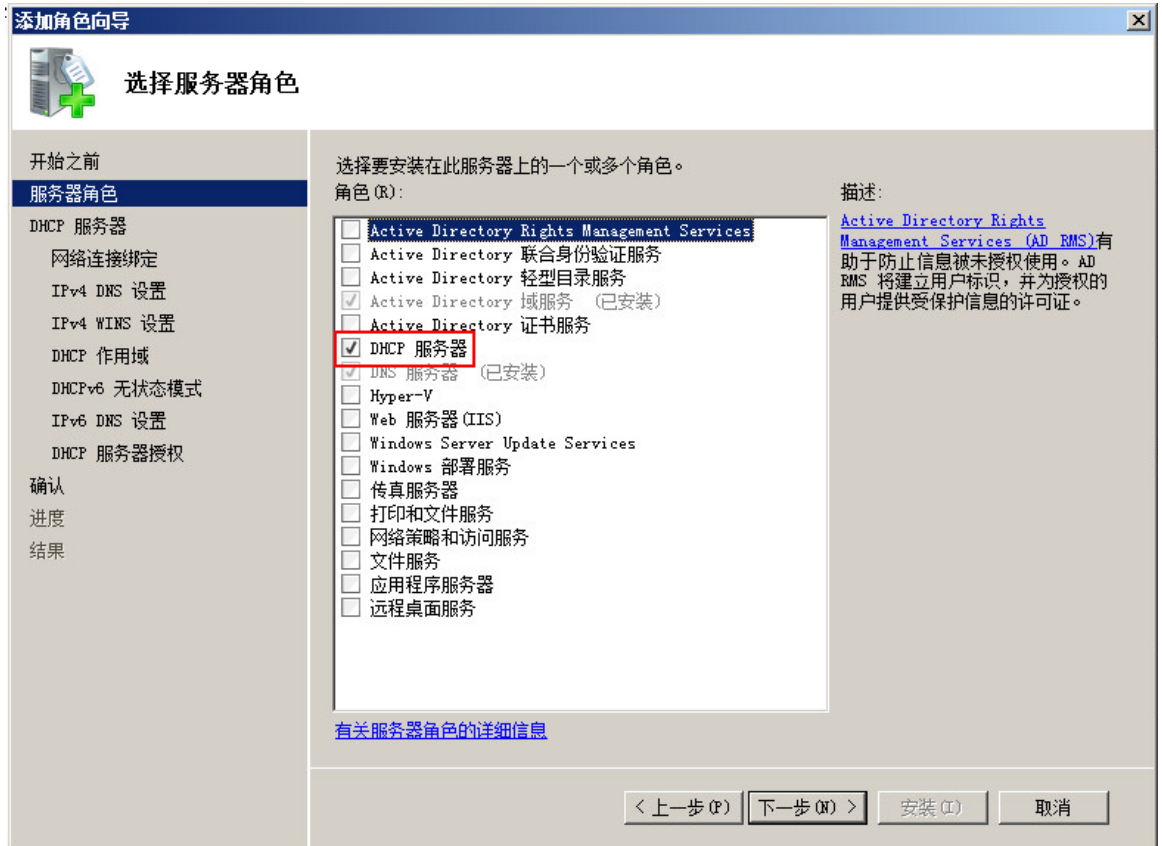 添加角色向导
选择服务器角色
开始之前
服务器角色
DHCP 服务器
网络连接绑定
IPv4 DNS 设置
IPv4 WINS 设置
DHCP 作用域
DHCPv6 无状态模式
IPv6 DNS 设置
DHCP 服务器授权
确认
进度
结果
选择要安装在此服务器上的一个或多个角色。
角色(R):
Active Directory Rights Management Services
Active Directory 联合身份验证服务
Active Directory 轻型目录服务
Active Directory 域服务 (已安装)
Active Directory 证书服务
DHCP 服务器
DNS 服务器 (已安装)
Hyper-V
Web 服务器(IIS)
Windows Server Update Services
Windows 部署服务
传真服务器
打印和文件服务
网络策略和访问服务
文件服务
应用程序服务器
远程桌面服务
有关服务器角色的详细信息
描述:
Active Directory Rights
Management Services (AD RMS)有
助于防止信息被未授权使用。AD
RMS 将建立用户标识，并为授权的
用户提供受保护信息的许可证。
< 上一步(P)
下一步(N) >
安装(I)
取消